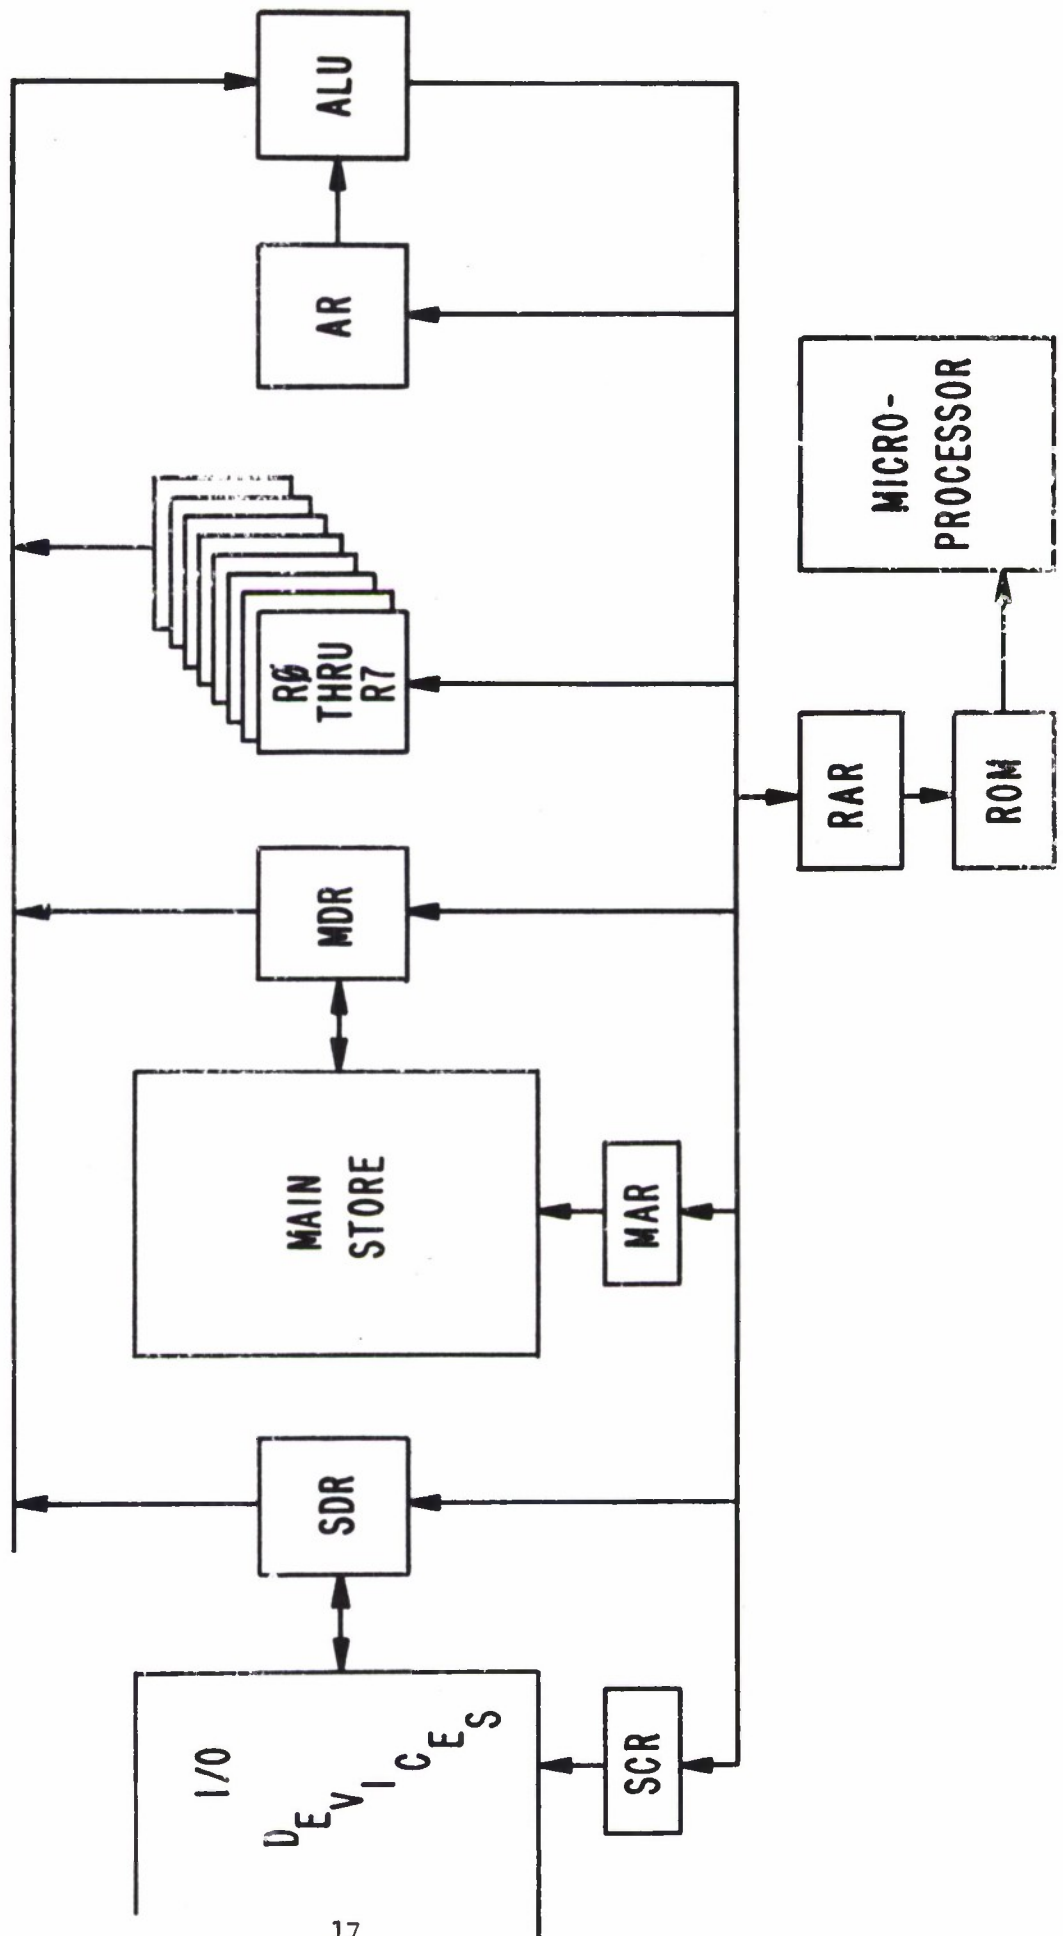 I/O
DEVICES
SCR
SDR
MAIN
STORE
MAR
MDR
RØ
THRU
R7
RAR
ROM
MICRO-
PROCESSOR
AR
ALU
17